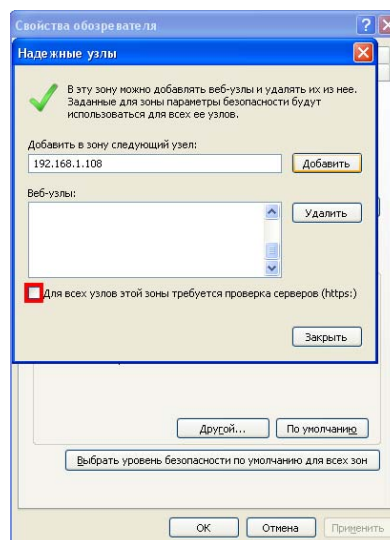 Свойства обозревателя
Надежные узлы
В эту зону можно добавлять веб-узлы и удалять их из нее.
Заданные для зоны параметры безопасности будут
использоваться для всех ее узлов.
Добавить в зону следующий узел:
192.168.1.108
Добавить
Веб-узлы:
Удалить
Для всех узлов этой зоны требуется проверка серверов (https:)
Закрыть
Другой...
По умолчанию
Выбрать уровень безопасности по умолчанию для всех зон
ОК
Отмена
Применить